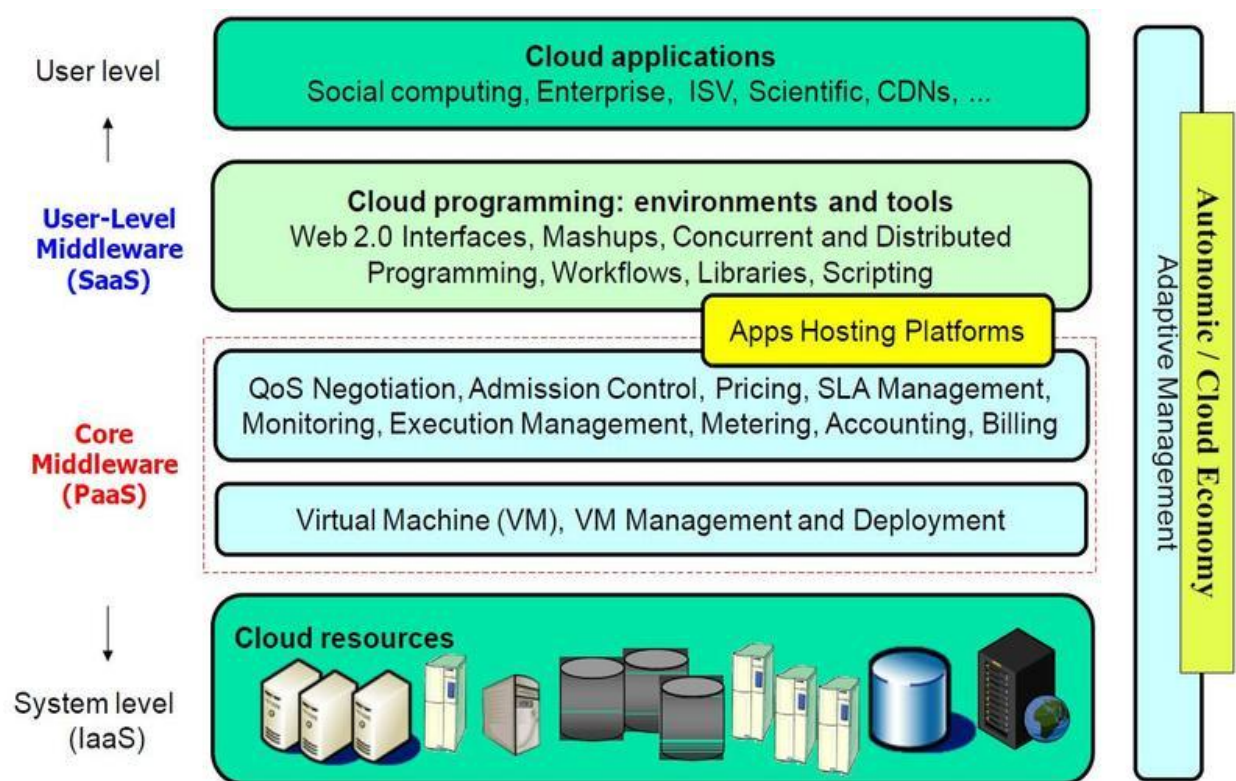 User level
Cloud applications
Social computing, Enterprise, ISV, Scientific, CDNs, ...
User-Level
Middleware
(SaaS)
Cloud programming: environments and tools
Web 2.0 Interfaces, Mashups, Concurrent and Distributed
Programming, Workflows, Libraries, Scripting
Apps Hosting Platforms
Core
Middleware
(PaaS)
QoS Negotiation, Admission Control, Pricing, SLA Management,
Monitoring, Execution Management, Metering, Accounting, Billing
Virtual Machine (VM), VM Management and Deployment
System level
(IaaS)
Cloud resources
Adaptive Management
Autonomic / Cloud Economy